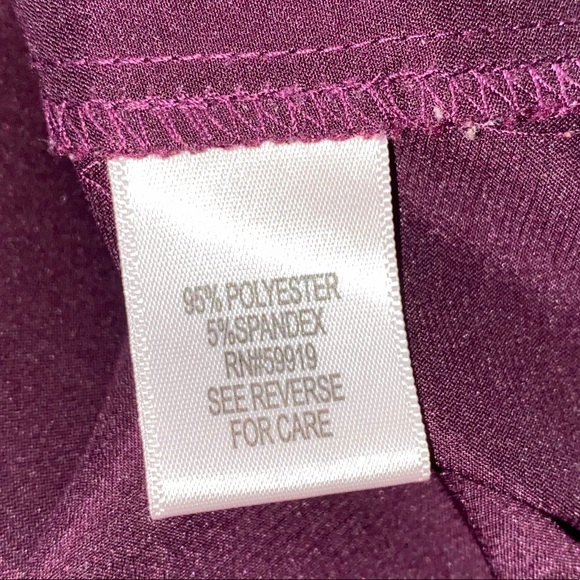 95% POLYESTER
5%SPANDEX
RN#59919
SEE REVERSE
FOR CARE